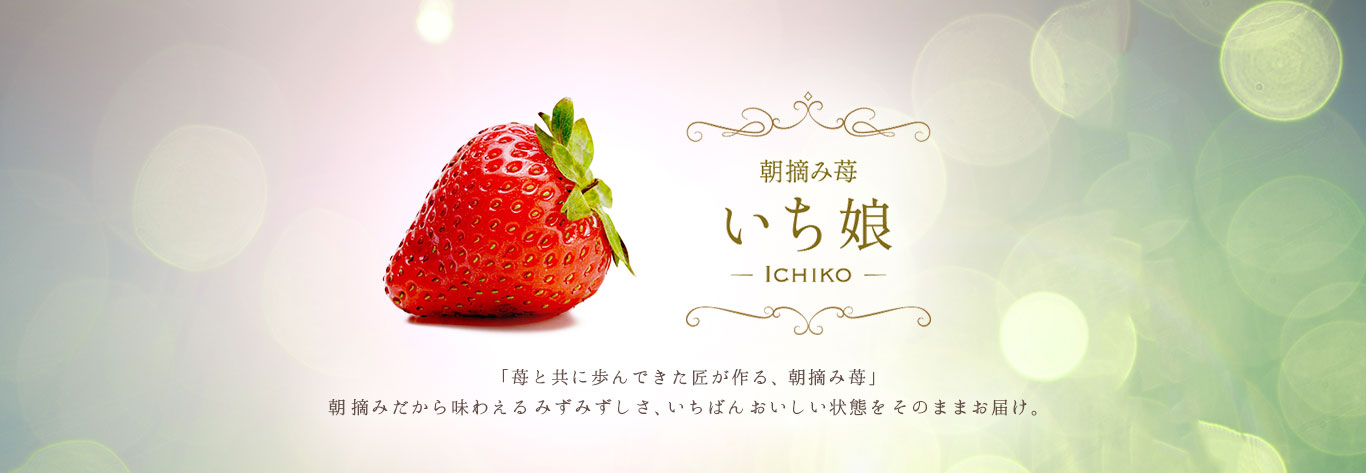 朝摘み苺
いち娘
ICHIKO
「苺と共に歩んできた匠が作る、朝摘み苺」
朝摘みだから味わえるみずみずしさ、いちばんおいしい状態をそのままお届け。